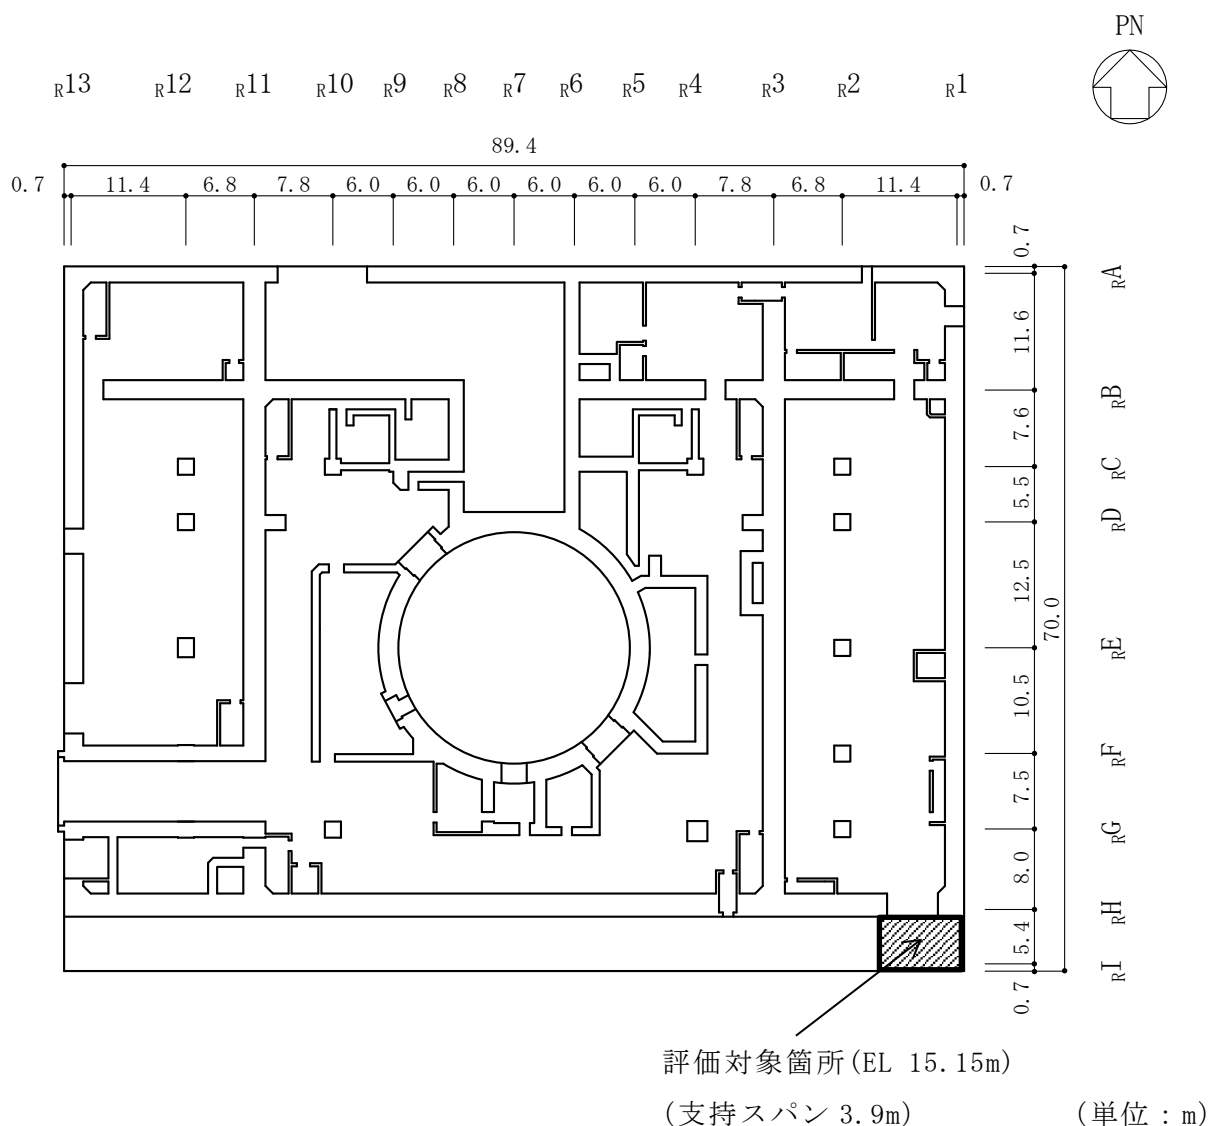 PN
R13 R12 R11 R10 R9 R8 R7 R6 R5 R4 R3 R2 R1
89.4
0.7 11.4 6.8 7.8 6.0 6.0 6.0 6.0 6.0 6.0 7.8 6.8 11.4 0.7
0.7
RA
11.6
RB
7.6
RC
5.5
RD
12.5
70.0
RE
10.5
RF
7.5
RG
8.0
RH
5.4
RI
0.7
評価対象箇所(EL 15.15m)
(支持スパン 3.9m) (単位：m)